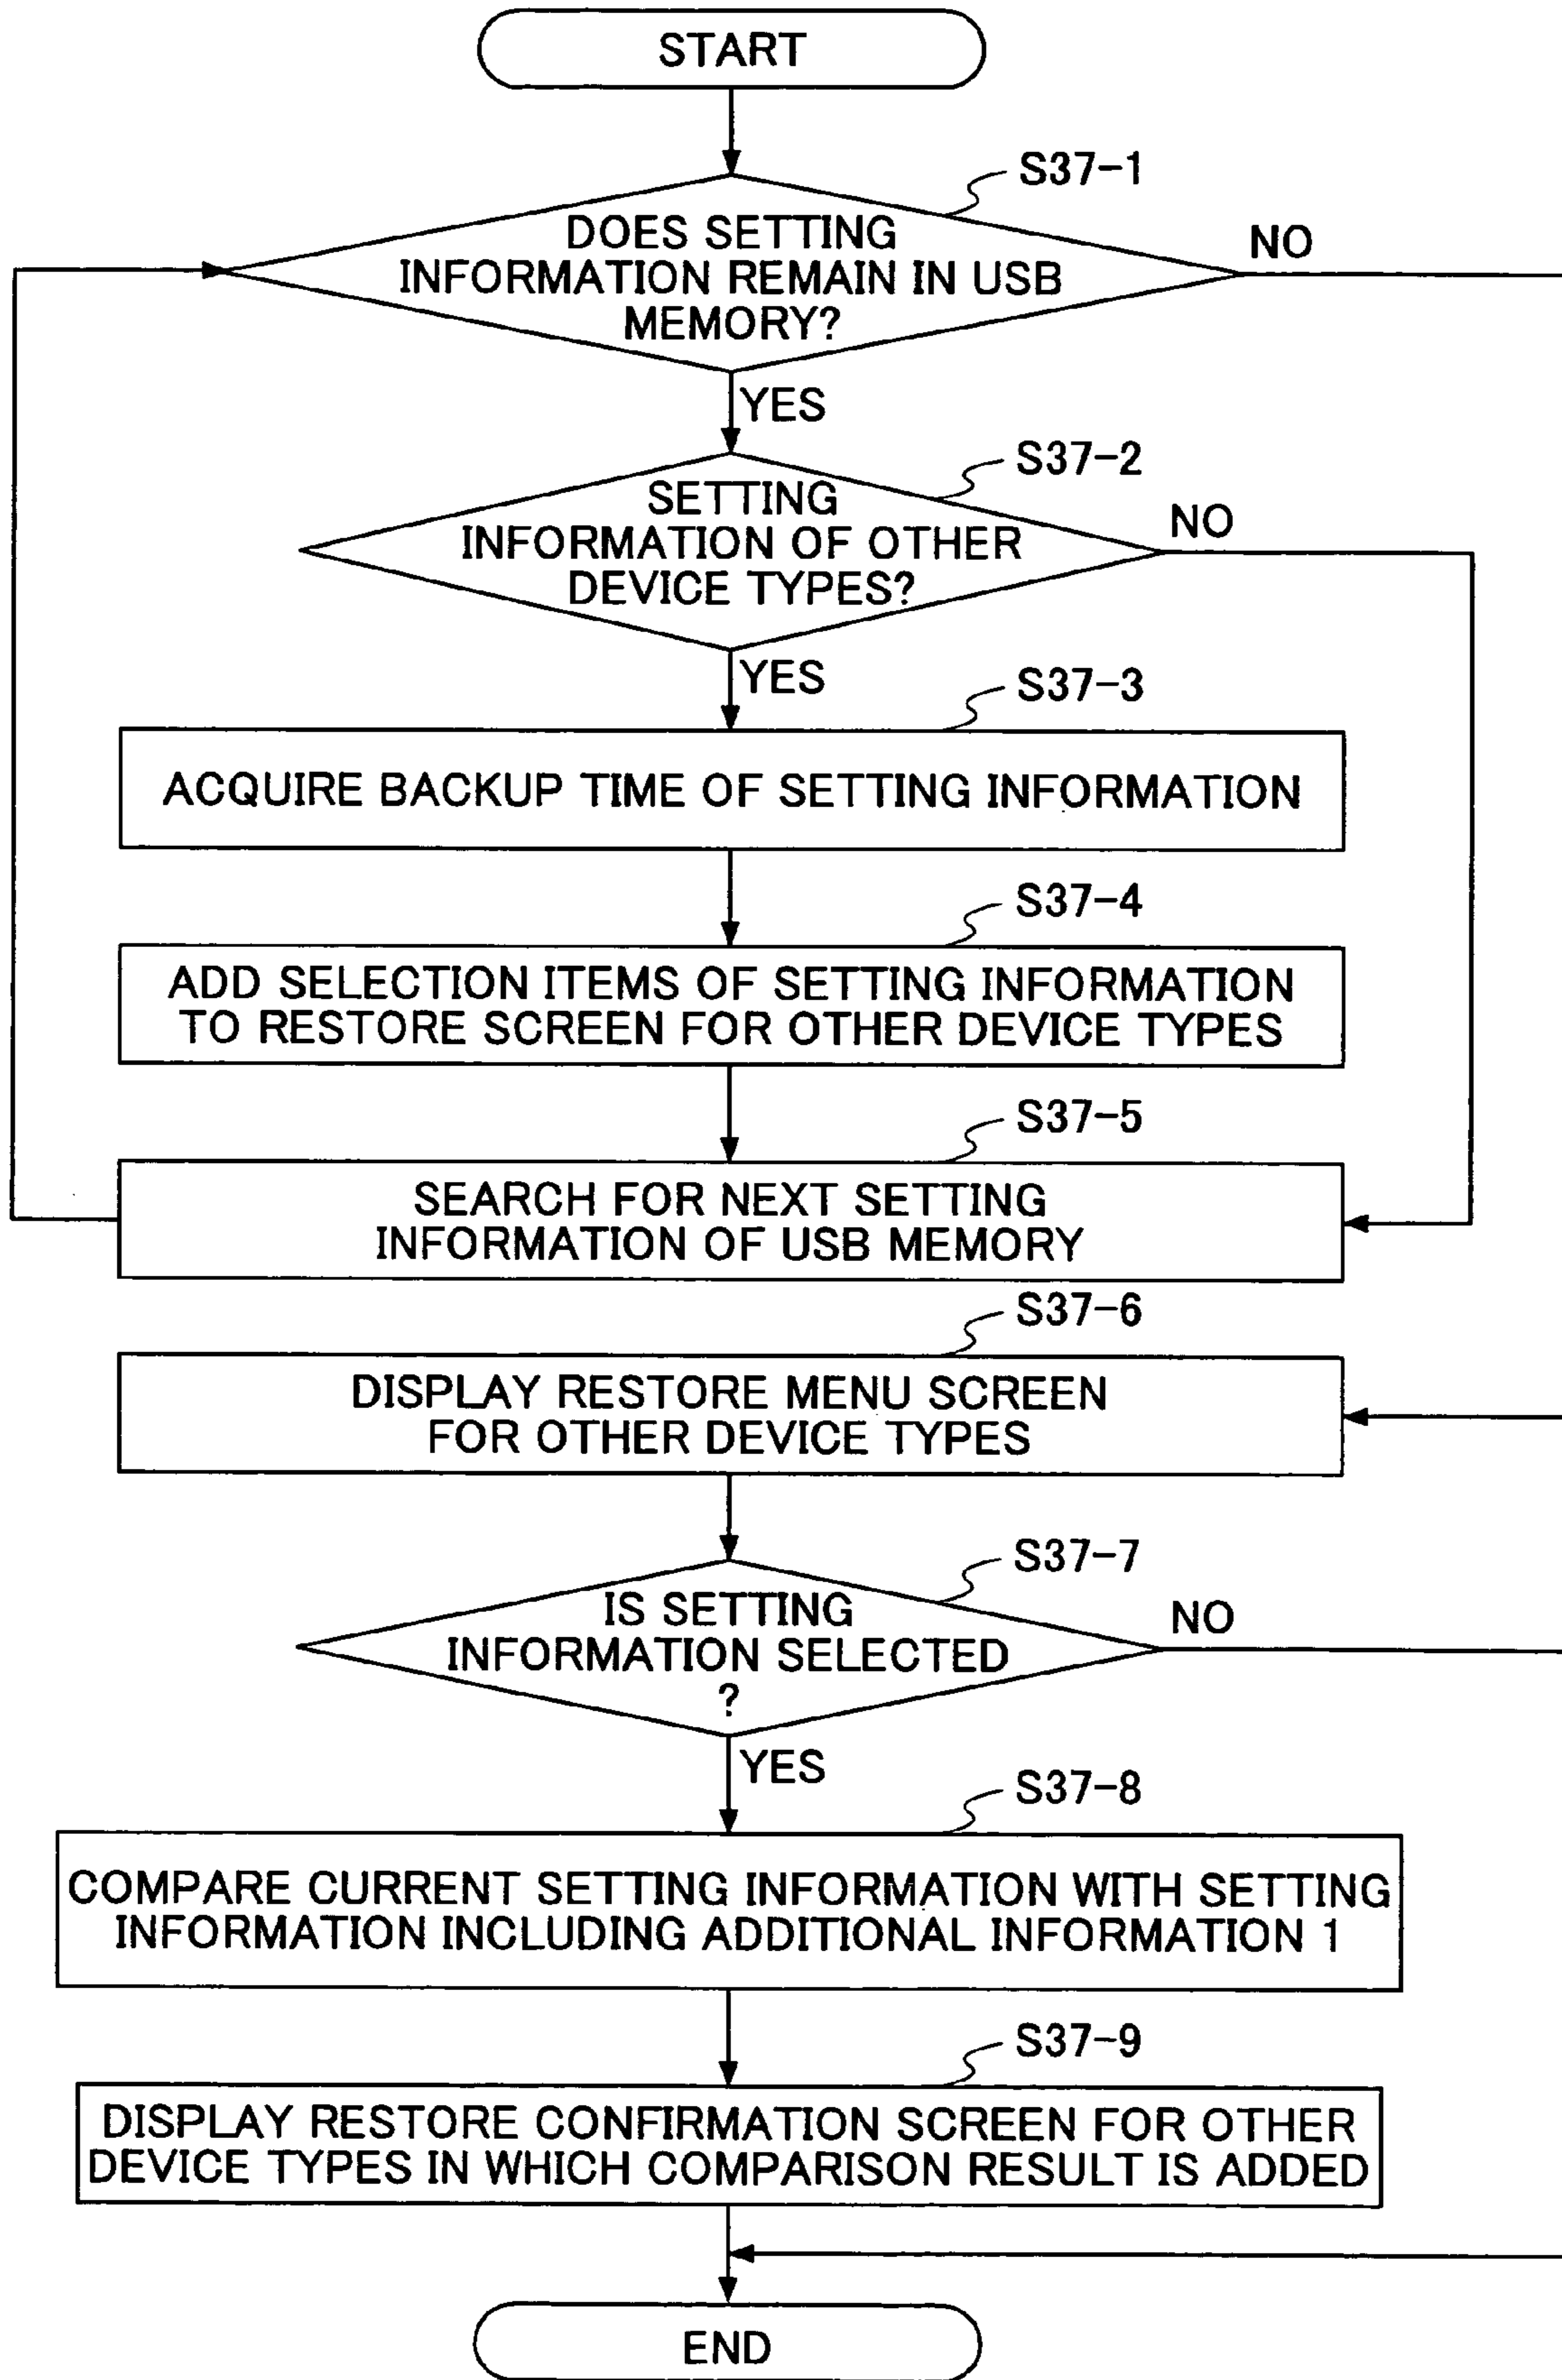 START
S37-1
DOES SETTING
INFORMATION REMAIN IN USB
MEMORY?
NO
YES
S37-2
SETTING
INFORMATION OF OTHER
DEVICE TYPES?
NO
YES
S37-3
ACQUIRE BACKUP TIME OF SETTING INFORMATION
S37-4
ADD SELECTION ITEMS OF SETTING INFORMATION
TO RESTORE SCREEN FOR OTHER DEVICE TYPES
S37-5
SEARCH FOR NEXT SETTING
INFORMATION OF USB MEMORY
S37-6
DISPLAY RESTORE MENU SCREEN
FOR OTHER DEVICE TYPES
S37-7
IS SETTING
INFORMATION SELECTED
?
NO
YES
S37-8
COMPARE CURRENT SETTING INFORMATION WITH SETTING
INFORMATION INCLUDING ADDITIONAL INFORMATION 1
S37-9
DISPLAY RESTORE CONFIRMATION SCREEN FOR OTHER
DEVICE TYPES IN WHICH COMPARISON RESULT IS ADDED
END